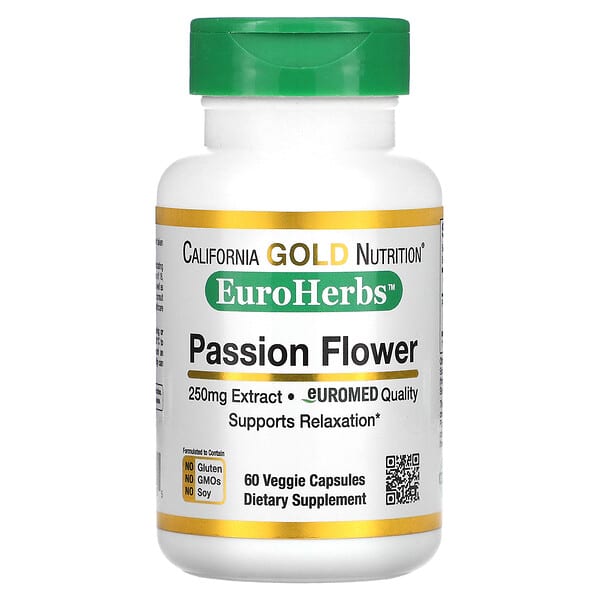 CALIFORNIA GOLD NUTRITION®
EuroHerbs™
Passion Flower
250mg Extract • eUROMED Quality
Supports Relaxation*
Formulated to Contain
NO Gluten
NO GMOs
NO Soy
60 Veggie Capsules
Dietary Supplement